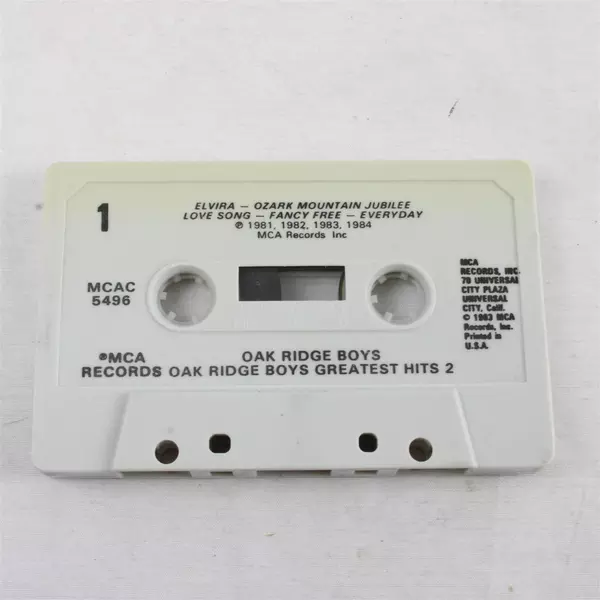 1
ELVIRA – OZARK MOUNTAIN JUBILEE
LOVE SONG – FANCY FREE – EVERYDAY
℗ 1981, 1982, 1983, 1984
MCA Records Inc
MCAC
5496
MCA
RECORDS, INC.
70 UNIVERSAL
CITY PLAZA
UNIVERSAL
CITY, Calif.
© 1983 MCA
Records, Inc.
Printed in
U.S.A.
®MCA
RECORDS
OAK RIDGE BOYS
OAK RIDGE BOYS GREATEST HITS 2